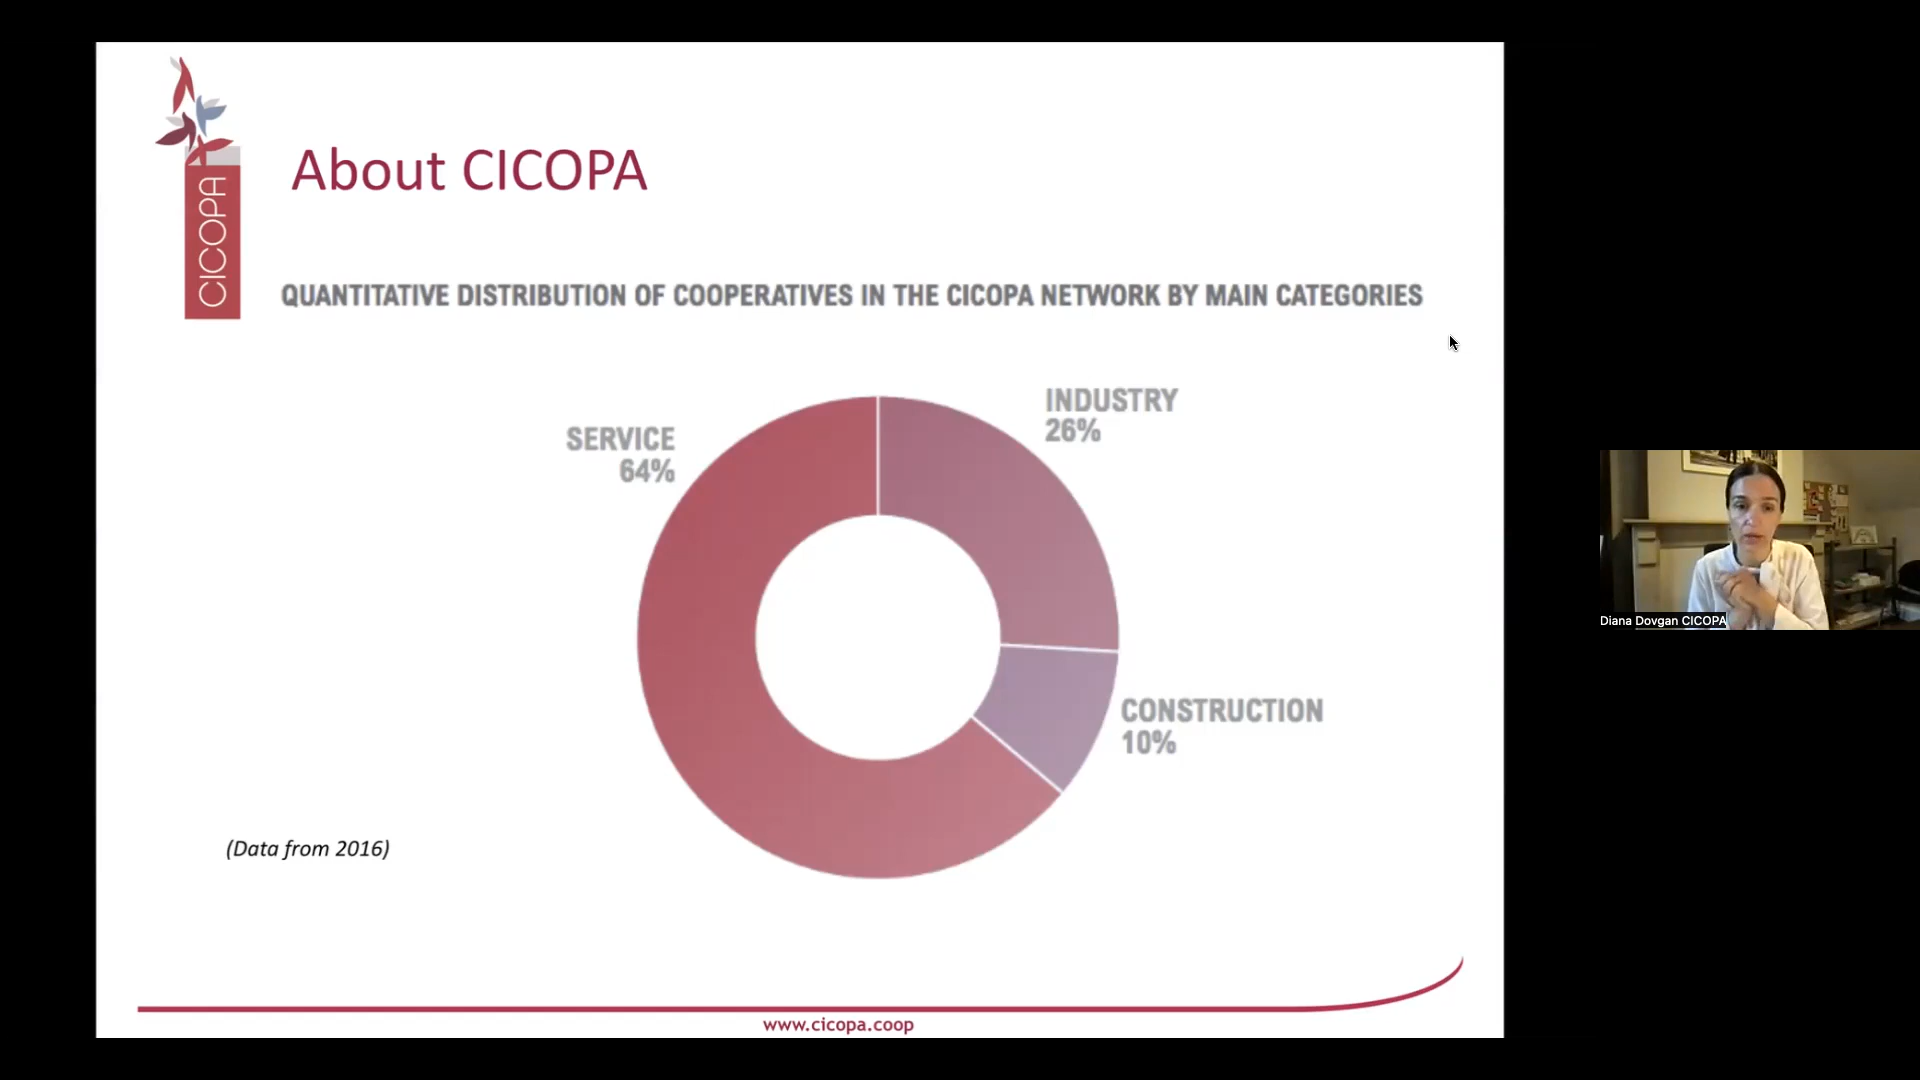 CICOPA
About CICOPA
QUANTITATIVE DISTRIBUTION OF COOPERATIVES IN THE CICOPA NETWORK BY MAIN CATEGORIES
SERVICE
64%
INDUSTRY
26%
CONSTRUCTION
10%
(Data from 2016)
www.cicopa.coop
Diana Dovgan CICOPA